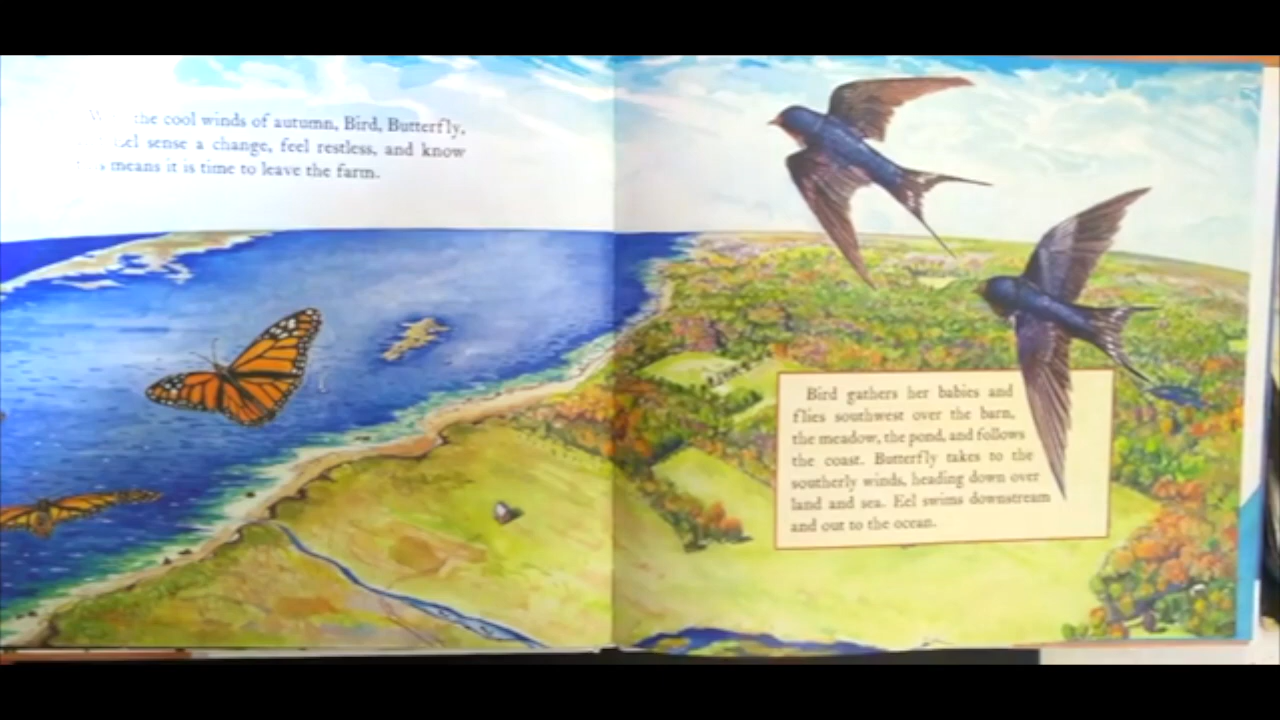 the cool winds of autumn, Bird, Butterfly,
sense a change, feel restless, and know
means it is time to leave the farm.
Bird gathers her babies and
flies southwest over the barn,
the meadow, the pond, and follows
the coast. Butterfly takes to the
southerly winds, heading down over
land and sea. Eel swims downstream
and out to the ocean.